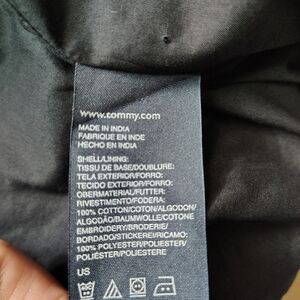 www.tommy.com
MADE IN INDIA
FABRIQUE EN INDE
HECHO EN INDIA
SHELL/LINING:
TISSU DE BASE/DOUBLURE:
TELA EXTERIOR/FORRO:
TECIDO EXTERIOR/FORRO:
OBERMATERIAL/FUTTER:
RIVESTIMENTO/FODERA:
100% COTTON/COTON/ALGODON/
ALGODÃO/BAUMWOLLE/COTONE
EMBROIDERY/BRODERIE/
BORDADO/STICKEREI/RICAMO:
100% POLYESTER/POLIESTER/
POLIÉSTER/POLIESTERE
US